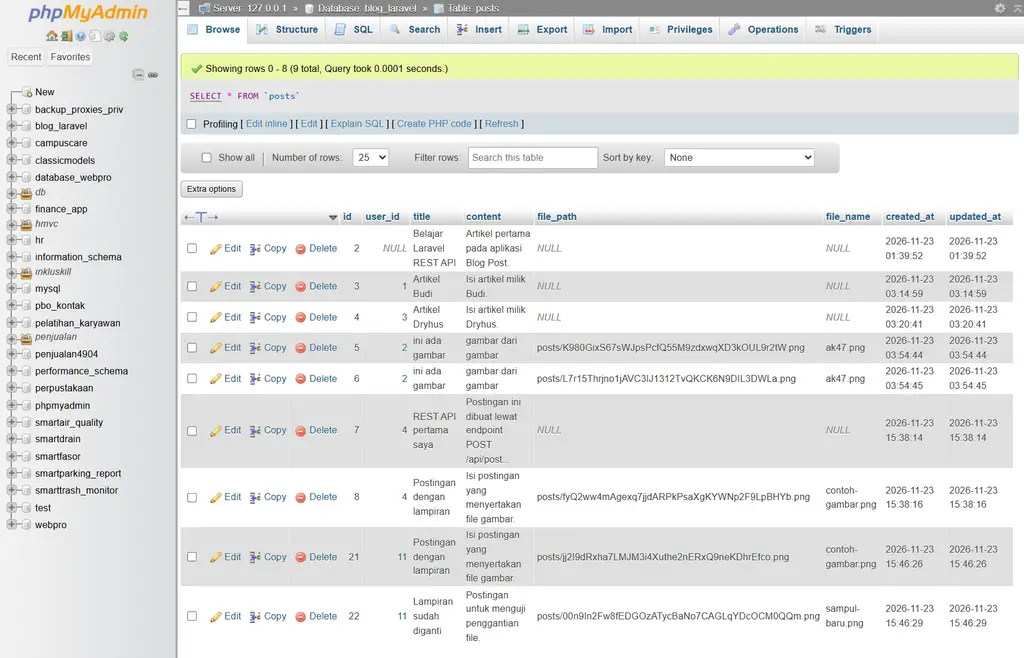 phpMyAdmin
Recent Favorites
New
backup_proxies_priv
blog_laravel
campuscare
classicmodels
database_webpro
db
finance_app
hmvc
hr
information_schema
inkluskill
mysql
pbo_kontak
pelatihan_karyawan
penjualan
penjualan4904
performance_schema
perpustakaan
phpmyadmin
smartair_quality
smartdrain
smartfasor
smartparking_report
smarttrash_monitor
test
webpro
Server: 127.0.0.1 » Database: blog_laravel » Table: posts
Browse Structure SQL Search Insert Export Import Privileges Operations Triggers
Showing rows 0 - 8 (9 total, Query took 0.0001 seconds.)
SELECT * FROM `posts`
Profiling [ Edit inline ] [ Edit ] [ Explain SQL ] [ Create PHP code ] [ Refresh ]
Show all | Number of rows: 25 Filter rows: Search this table Sort by key: None
Extra options
id user_id title content file_path file_name created_at updated_at
Edit Copy Delete 2 NULL Belajar Laravel REST API Artikel pertama pada aplikasi Blog Post. NULL NULL 2026-11-23 01:39:52 2026-11-23 01:39:52
Edit Copy Delete 3 1 Artikel Budi Isi artikel milik Budi. NULL NULL 2026-11-23 03:14:59 2026-11-23 03:14:59
Edit Copy Delete 4 3 Artikel Dryhus Isi artikel milik Dryhus. NULL NULL 2026-11-23 03:20:41 2026-11-23 03:20:41
Edit Copy Delete 5 2 ini ada gambar gambar dari gambar posts/K980GixS67sWJpsPcfQ55M9zdxwqXD3kOUL9r2tW.png ak47.png 2026-11-23 03:54:44 2026-11-23 03:54:44
Edit Copy Delete 6 2 ini ada gambar gambar dari gambar posts/L7r15Thrjno1jAVC3IJ1312TvQKCK6N9DIL3DWLa.png ak47.png 2026-11-23 03:54:45 2026-11-23 03:54:45
Edit Copy Delete 7 4 REST API pertama saya Postingan ini dibuat lewat endpoint POST /api/post... NULL NULL 2026-11-23 15:38:14 2026-11-23 15:38:14
Edit Copy Delete 8 4 Postingan dengan lampiran Isi postingan yang menyertakan file gambar. posts/fyQ2ww4mAgexq7jjdARPkPsaXgKYWNp2F9LpBHYb.png contoh-gambar.png 2026-11-23 15:38:16 2026-11-23 15:38:16
Edit Copy Delete 21 11 Postingan dengan lampiran Isi postingan yang menyertakan file gambar. posts/jj2I9dRxha7LMJM3i4Xuthe2nERxQ9neKDhrEfco.png contoh-gambar.png 2026-11-23 15:46:26 2026-11-23 15:46:26
Edit Copy Delete 22 11 Lampiran sudah diganti Postingan untuk menguji penggantian file. posts/00n9In2Fw8fEDGOzATycBaNo7CAGLqYDcOCM0QQm.png sampul-baru.png 2026-11-23 15:46:29 2026-11-23 15:46:29